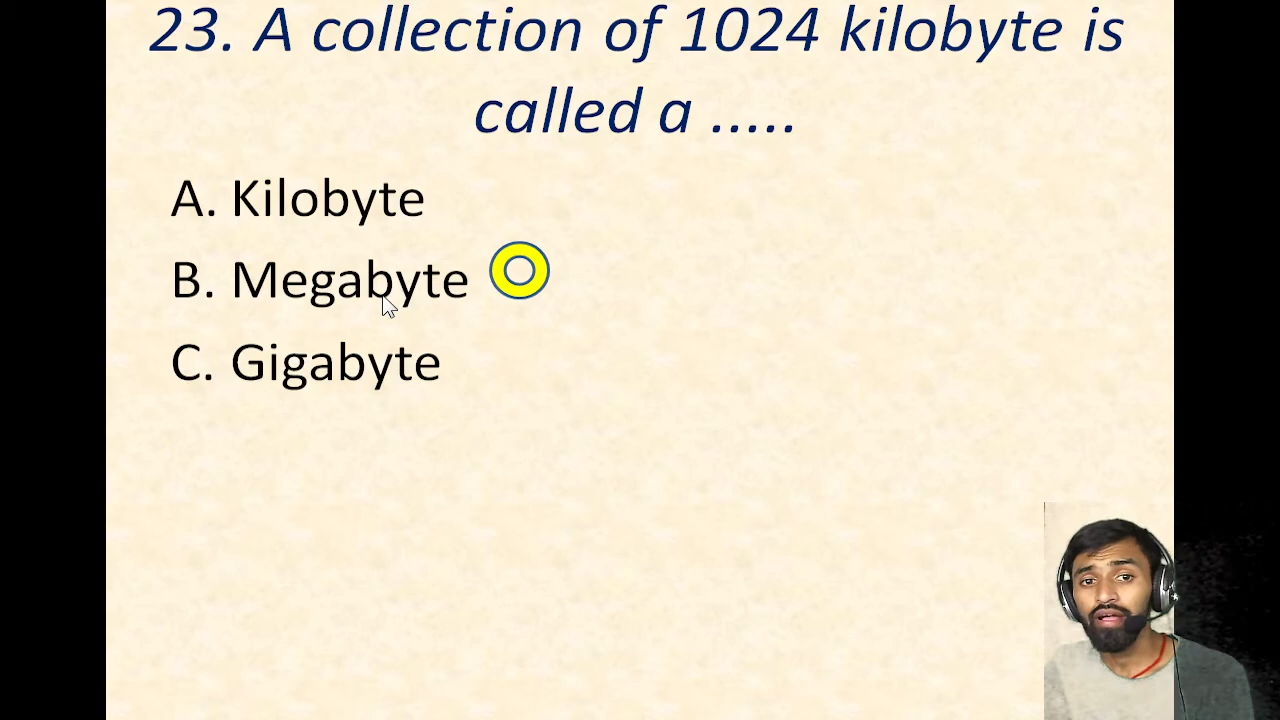 23. A collection of 1024 kilobyte is
called a .....
A. Kilobyte
B. Megabyte
C. Gigabyte